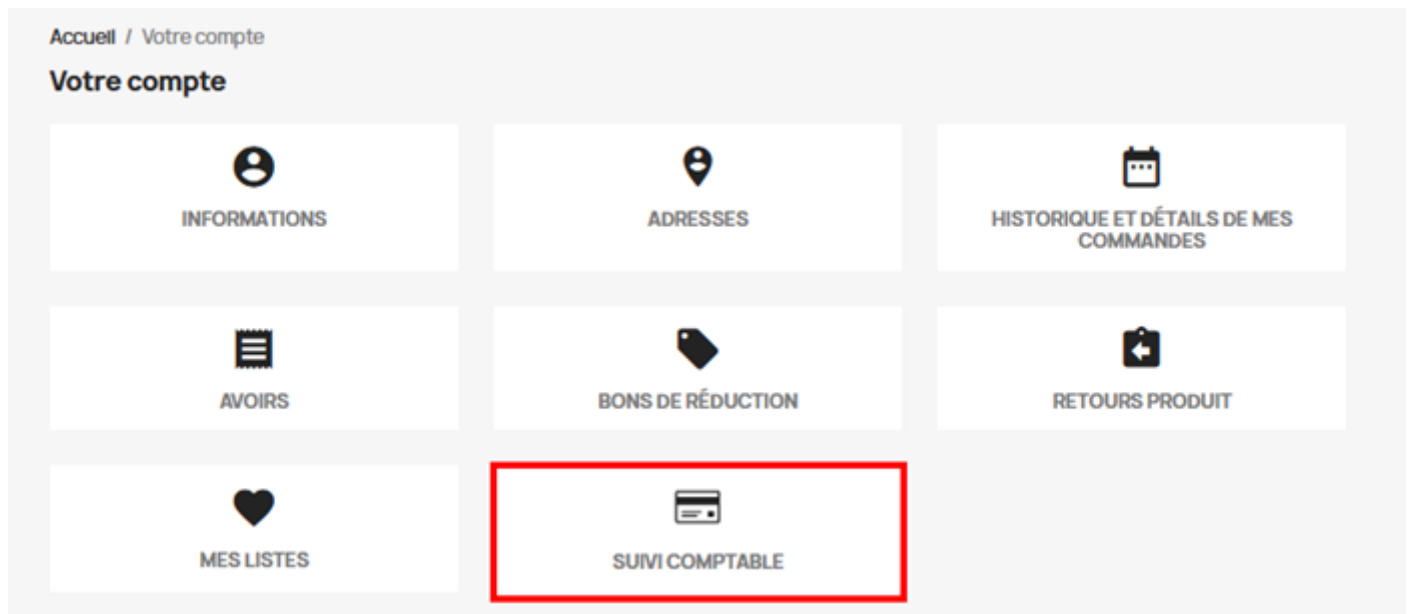 Accueil / Votre compte
Votre compte
INFORMATIONS
ADRESSES
HISTORIQUE ET DÉTAILS DE MES
COMMANDES
AVOIRS
BONS DE RÉDUCTION
RETOURS PRODUIT
MES LISTES
SUIVI COMPTABLE